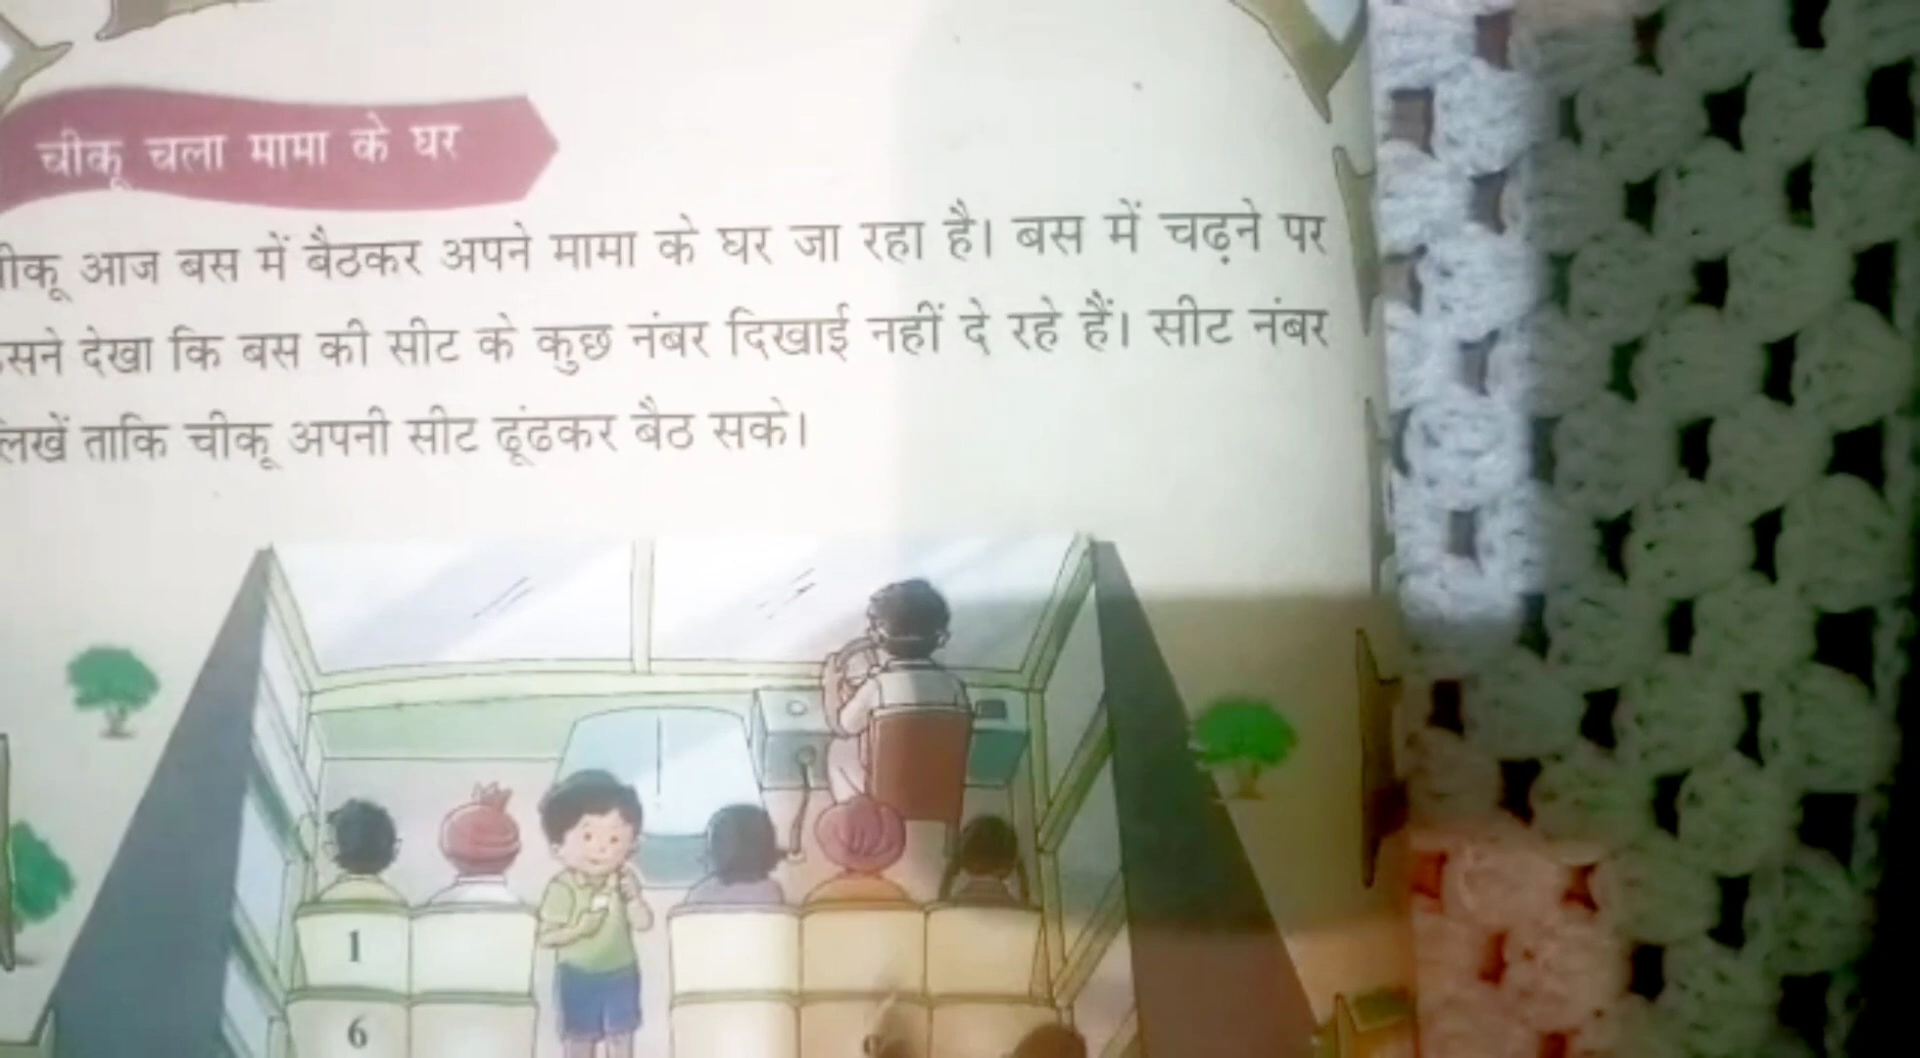 चीकू चला मामा के घर
आज बस में बैठकर अपने मामा के घर जा रहा है। बस में चढ़ने पर
देखा कि बस की सीट के कुछ नंबर दिखाई नहीं दे रहे हैं। सीट नंबर
ताकि चीकू अपनी सीट ढूंढकर बैठ सके।
1
6